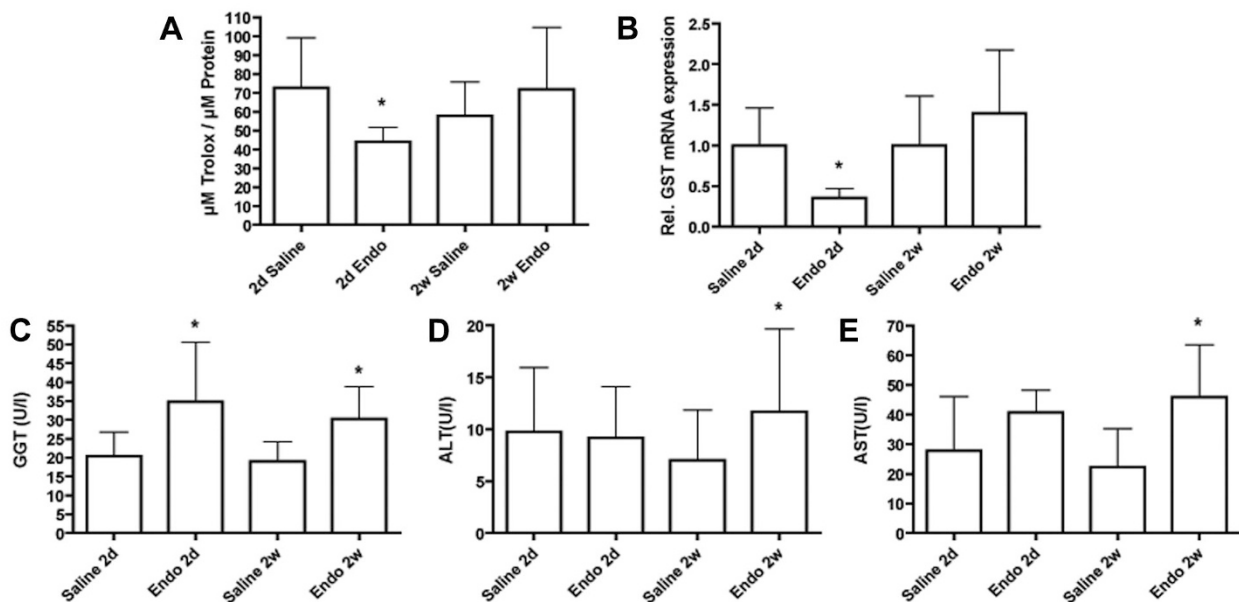 A
µM Trolox / µM Protein
110
100
90
80
70
60
50
40
30
20
10
0
*
2d Saline
2d Endo
2w Saline
2w Endo
B
Rel. GST mRNA expression
2.5
2.0
1.5
1.0
0.5
0.0
*
Saline 2d
Endo 2d
Saline 2w
Endo 2w
C
GGT (U/l)
55
50
45
40
35
30
25
20
15
10
5
0
*
*
Saline 2d
Endo 2d
Saline 2w
Endo 2w
D
ALT(U/l)
20
15
10
5
0
*
Saline 2d
Endo 2d
Saline 2w
Endo 2w
E
AST(U/l)
70
60
50
40
30
20
10
0
*
Saline 2d
Endo 2d
Saline 2w
Endo 2w